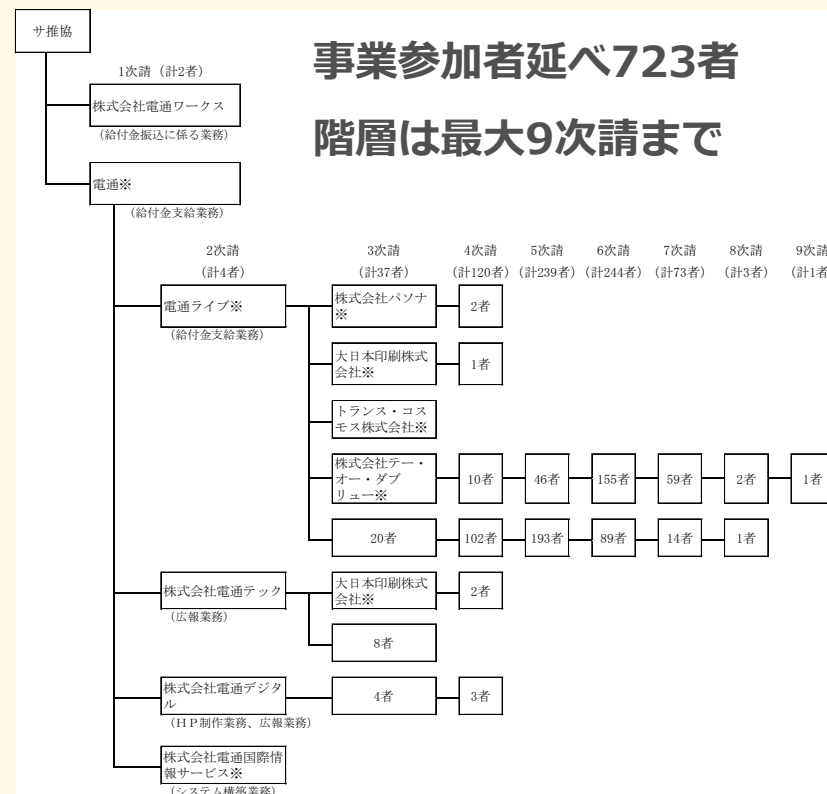 サ推協
事業参加者延べ723者
階層は最大9次請まで
1次請（計2者）
株式会社電通ワークス
（給付金振込に係る業務）
電通※
（給付金支給業務）
2次請
（計4者）
3次請
（計37者）
4次請
（計120者）
5次請
（計239者）
6次請
（計244者）
7次請
（計73者）
8次請
（計3者）
9次請
（計1者
電通ライブ※
（給付金支給業務）
株式会社パソナ
※
2者
大日本印刷株式
会社※
1者
トランス・コス
モス株式会社※
株式会社テー・
オー・ダブ
リュー※
10者
46者
155者
59者
2者
1者
20者
102者
193者
89者
14者
1者
株式会社電通テック
（広報業務）
大日本印刷株式
会社※
2者
8者
株式会社電通デジタ
ル
（ＨＰ制作業務、広報業務）
4者
3者
株式会社電通国際情
報サービス※
（システム構築業務）